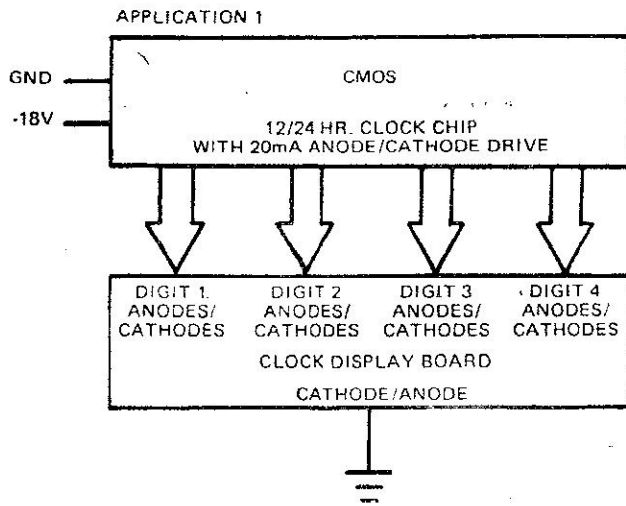 APPLICATION 1
GND
CMOS
-18V
12/24 HR. CLOCK CHIP
WITH 20mA ANODE/CATHODE DRIVE
DIGIT 1. DIGIT 2 DIGIT 3 DIGIT 4
ANODES/ ANODES/ ANODES/ ANODES/
CATHODES CATHODES CATHODES CATHODES
CLOCK DISPLAY BOARD
CATHODE/ANODE